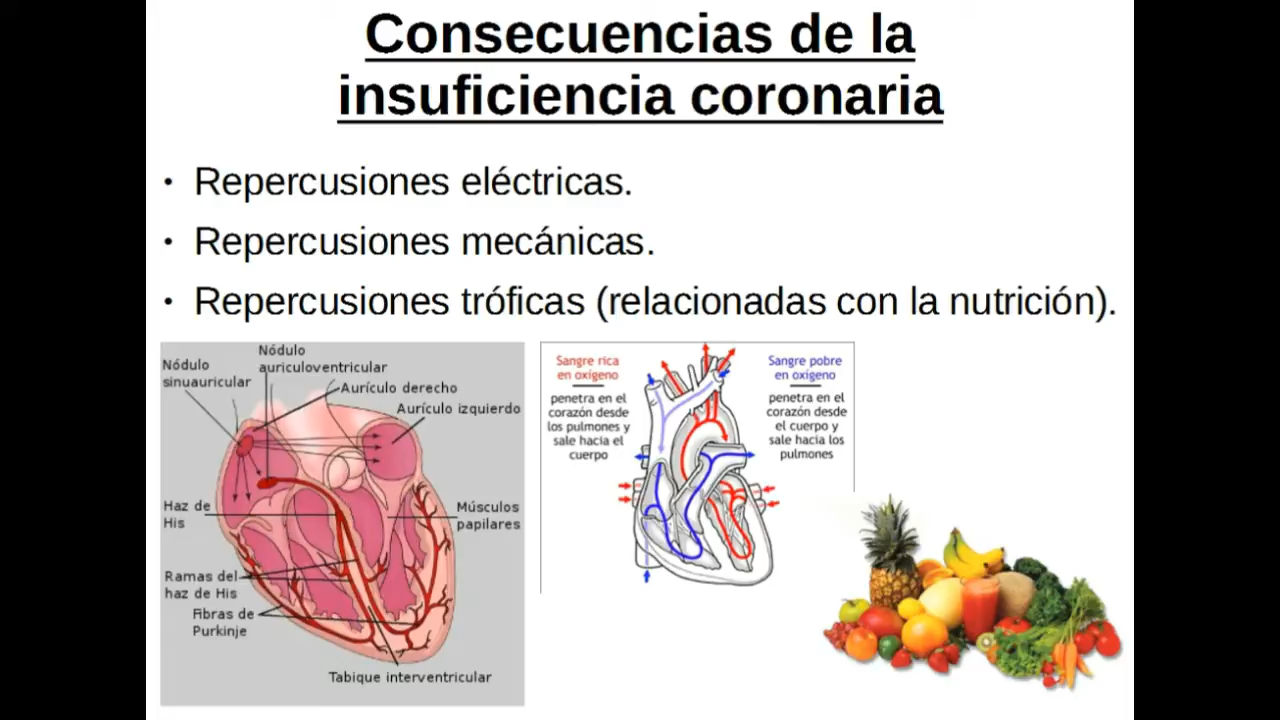 Consecuencias de la
insuficiencia coronaria
• Repercusiones eléctricas.
• Repercusiones mecánicas.
• Repercusiones tróficas (relacionadas con la nutrición).
Nódulo
sinuauricular
Nódulo
auriculoventricular
Aurículo derecho
Aurículo izquierdo
Haz de
His
Músculos
papilares
Ramas del
haz de His
Fibras de
Purkinje
Tabique interventricular
Sangre rica
en oxígeno
penetra en el
corazón desde
los pulmones y
sale hacia el
cuerpo
Sangre pobre
en oxígeno
penetra en el
corazón desde
el cuerpo y
sale hacia los
pulmones